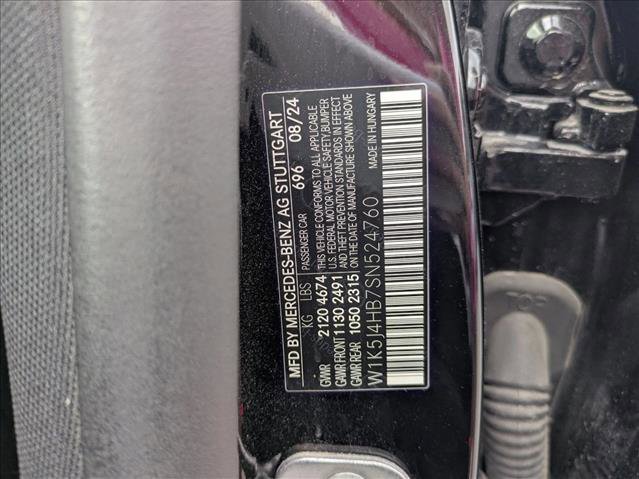 MFD BY MERCEDES-BENZ AG STUTTGART
PASSENGER CAR 696 08/24
KG LBS
THIS VEHICLE CONFORMS TO ALL APPLICABLE
GVWR 2120 4674
U.S. FEDERAL MOTOR VEHICLE SAFETY, BUMPER
GAWR FRONT 1130 2491
AND THEFT PREVENTION STANDARDS IN EFFECT
GAWR REAR 1050 2315
ON THE DATE OF MANUFACTURE SHOWN ABOVE
MADE IN HUNGARY
W1K5J4HB7SN524760
TOP